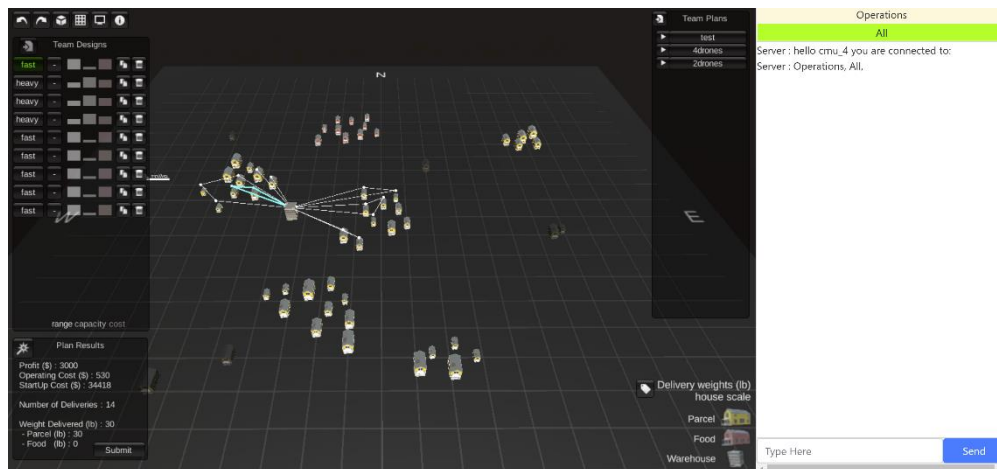 Team Designs
fast -
heavy -
heavy -
heavy -
fast -
fast -
fast -
fast -
fast -
range capacity cost
Plan Results
Profit ($) : 3000
Operating Cost ($) : 530
StartUp Cost ($) : 34418
Number of Deliveries : 14
Weight Delivered (lb) : 30
- Parcel (lb) : 30
- Food (lb) : 0
Submit
N
W
E
Team Plans
test
4drones
2drones
Delivery weights (lb)
house scale
Parcel
Food
Warehouse
Operations
All
Server : hello cmu_4 you are connected to:
Server : Operations, All,
Type Here
Send